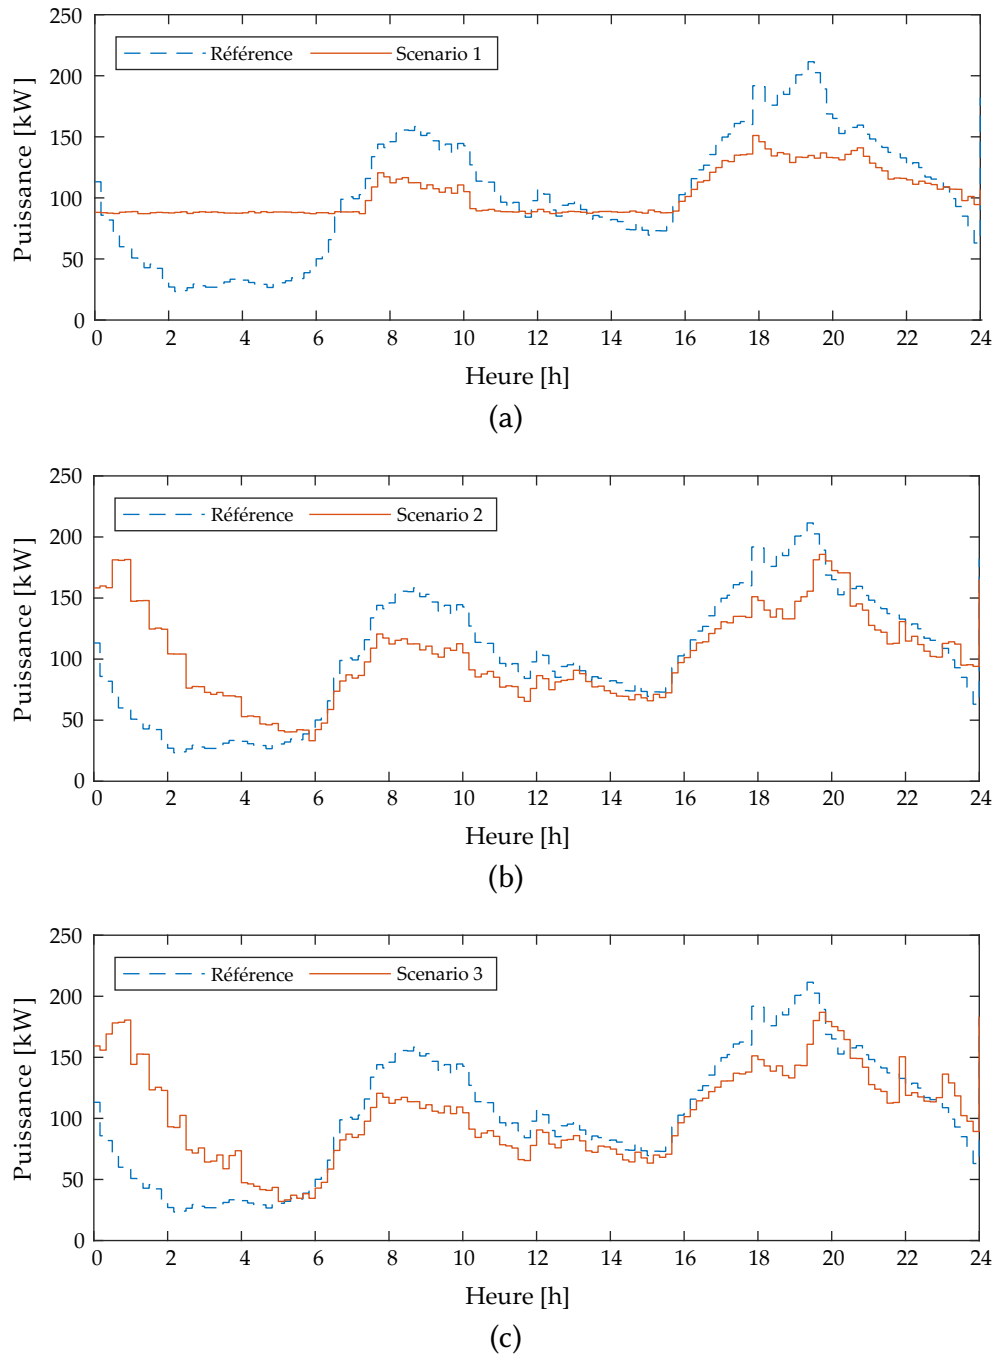 250
200
150
100
50
0
Puissance [kW]
Référence
Scenario 1
0 2 4 6 8 10 12 14 16 18 20 22 24
Heure [h]
(a)
250
200
150
100
50
0
Puissance [kW]
Référence
Scenario 2
0 2 4 6 8 10 12 14 16 18 20 22 24
Heure [h]
(b)
250
200
150
100
50
0
Puissance [kW]
Référence
Scenario 3
0 2 4 6 8 10 12 14 16 18 20 22 24
Heure [h]
(c)